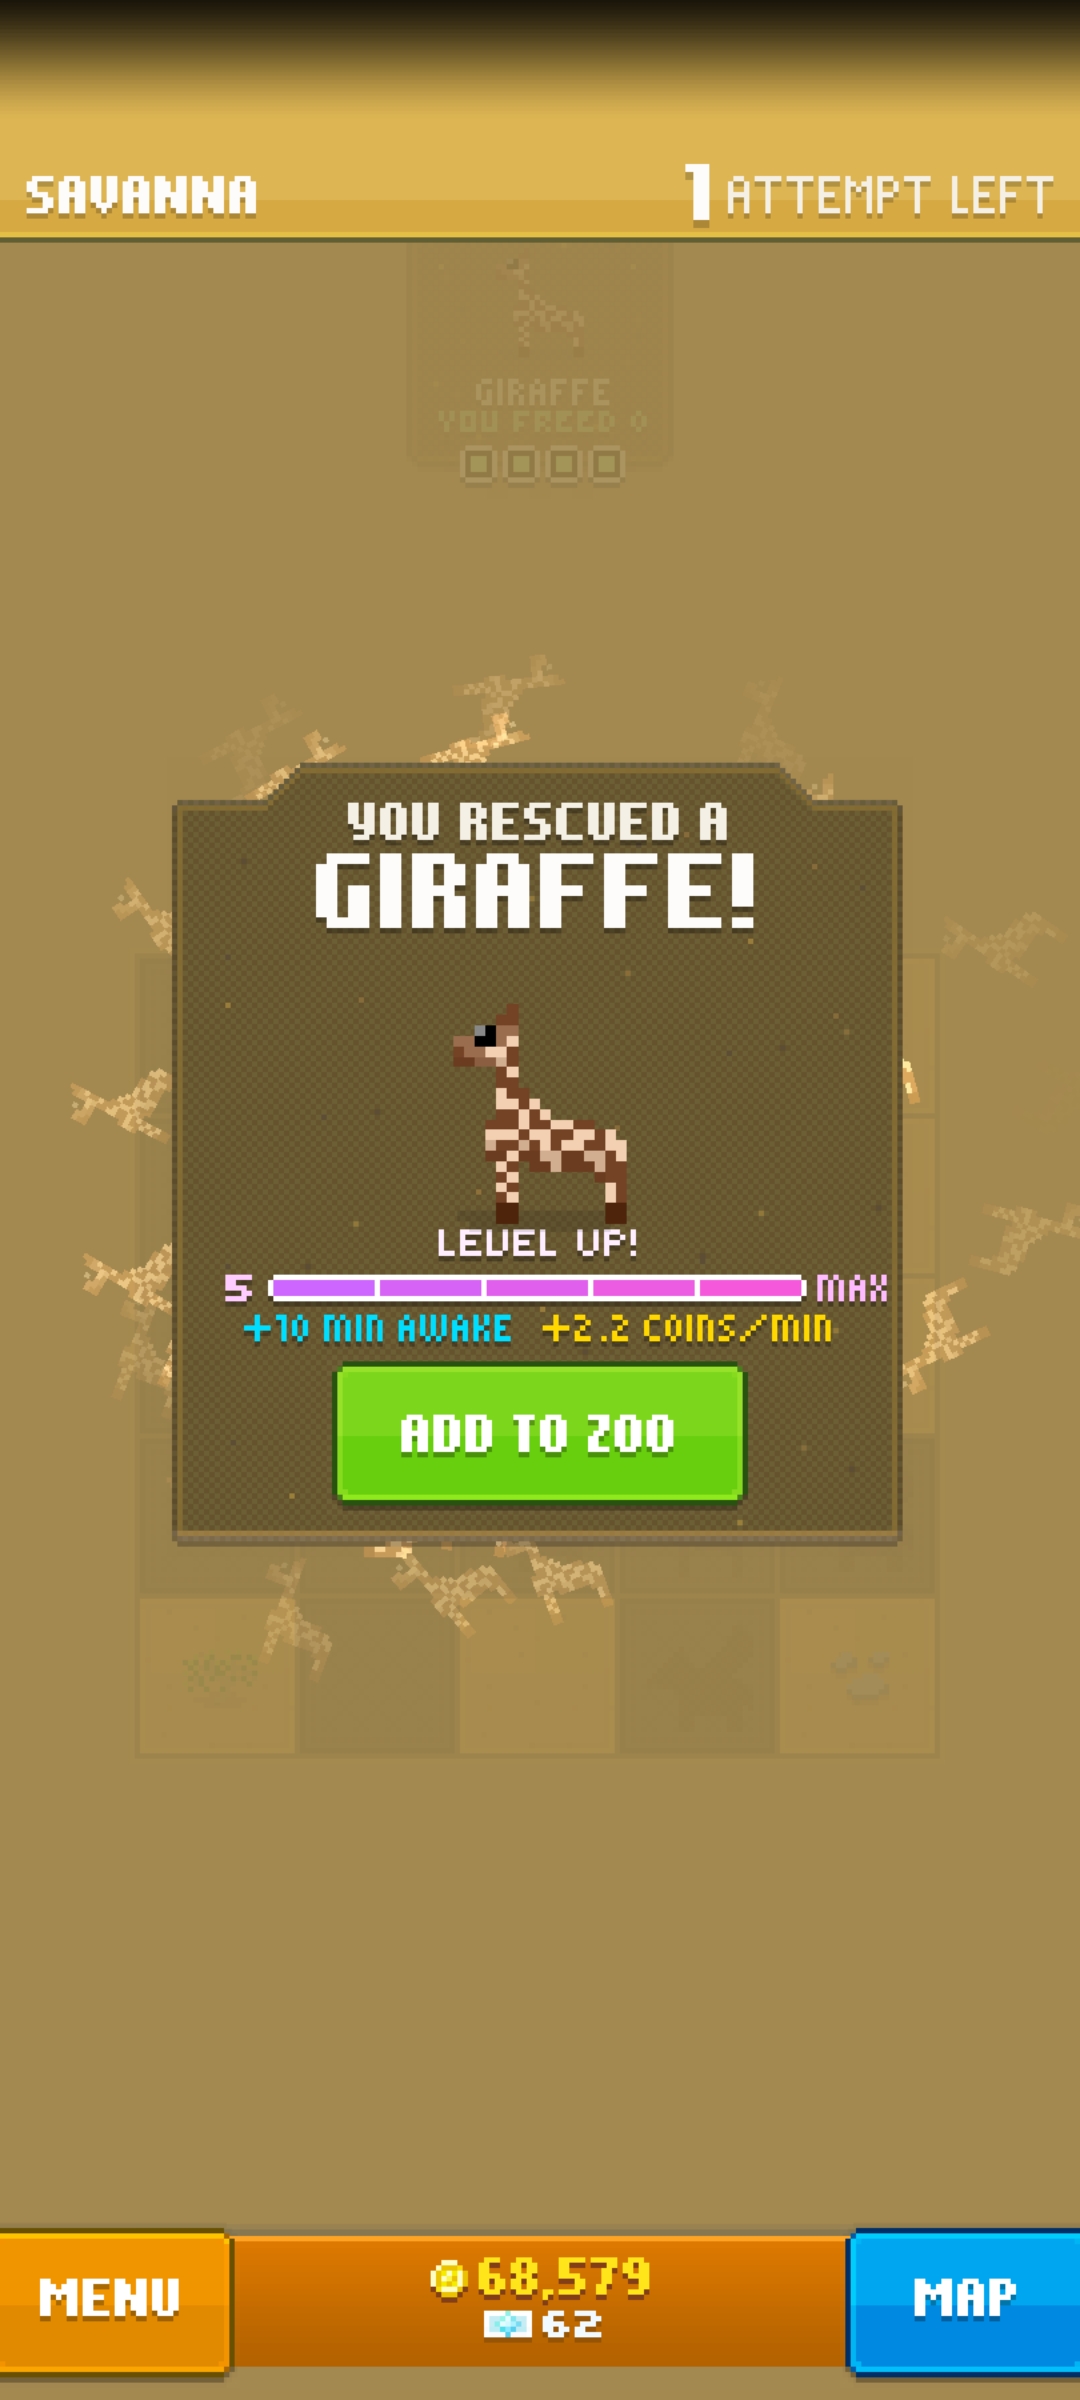 SAVANNA
1 ATTEMPT LEFT
GIRAFFE
YOU FREED 0
YOU RESCUED A
GIRAFFE!
LEVEL UP!
5 MAX
+10 MIN AWAKE +2.2 COINS/MIN
ADD TO ZOO
MENU
68,579
62
MAP